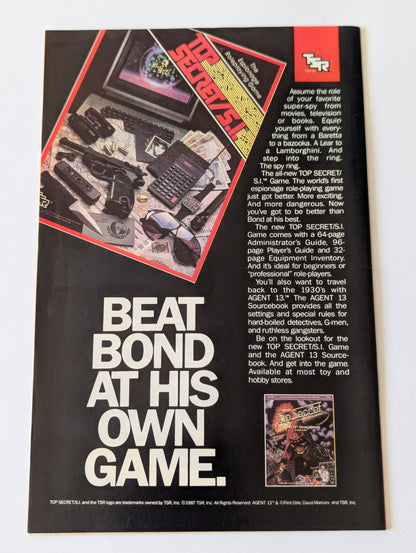 TOP
SECRET/S.I.
The
Espionage
Roleplaying Game
TSR
Assume the role
of your favorite
super-spy from
movies, television
or books. Equip
yourself with every-
thing from a Baretta
to a bazooka. A Lear to
a Lamborghini. And
step into the ring.
The spy ring.
The all-new TOP SECRET/
S.I.™ Game. The world's first
espionage role-playing game
just got better. More exciting.
And more dangerous. Now
you've got to be better than
Bond at his best.
The new TOP SECRET/S.I.
Game comes with a 64-page
Administrator's Guide, 96-
page Player's Guide and 32-
page Equipment Inventory.
And it's ideal for beginners or
"professional" role-players.
You'll also want to travel
back to the 1930's with
AGENT 13.™ The AGENT 13
Sourcebook provides all the
settings and special rules for
hard-boiled detectives, G-men,
and ruthless gangsters.
Be on the lookout for the
new TOP SECRET/S.I. Game
and the AGENT 13 Source-
book. And get into the game.
Available at most toy and
hobby stores.
BEAT
BOND
AT HIS
OWN
GAME.
Top Secret
TOP SECRET/S.I. and the TSR logo are trademarks owned by TSR, Inc. ©1987 TSR, Inc. All Rights Reserved. AGENT 13™ & ©Flint Dille, David Marconi and TSR, Inc.